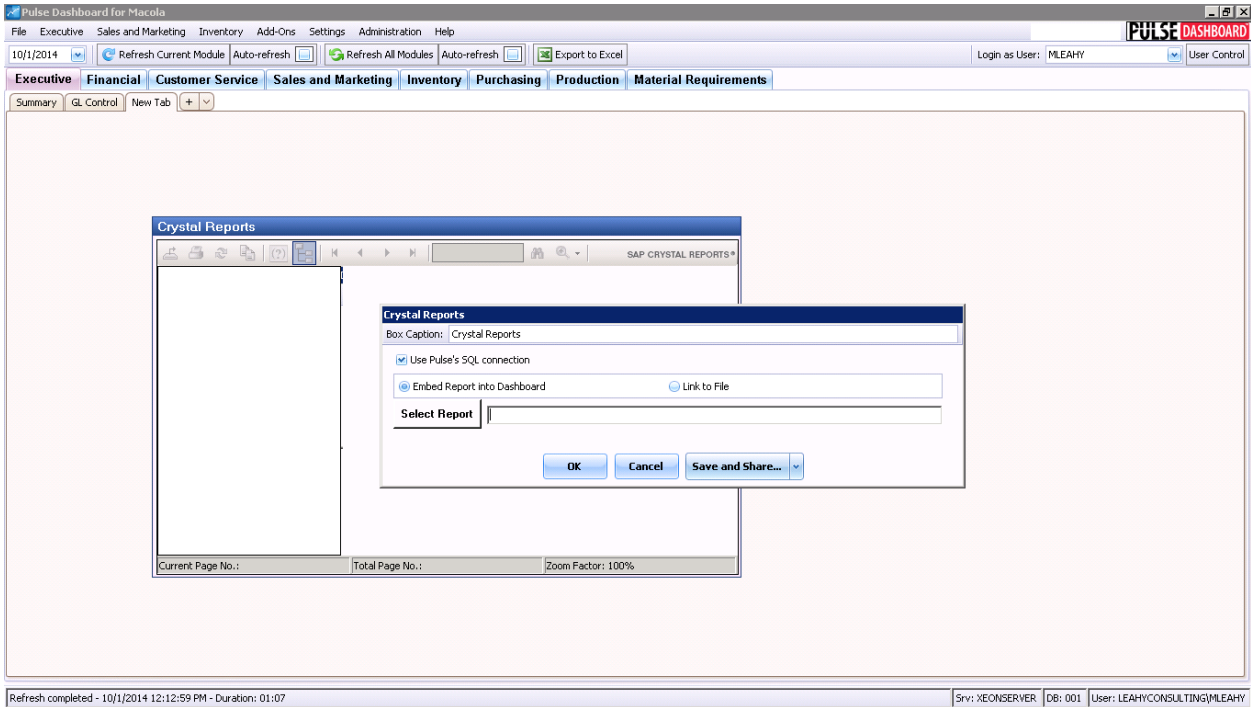 Pulse Dashboard for Macola
File Executive Sales and Marketing Inventory Add-Ons Settings Administration Help
PULSE DASHBOARD
10/1/2014 Refresh Current Module Auto-refresh Refresh All Modules Auto-refresh Export to Excel Login as User: MLEAHY User Control
Executive Financial Customer Service Sales and Marketing Inventory Purchasing Production Material Requirements
Summary GL Control New Tab +
Crystal Reports
(?) SAP CRYSTAL REPORTS®
Crystal Reports
Box Caption: Crystal Reports
Use Pulse's SQL connection
Embed Report into Dashboard Link to File
Select Report
OK Cancel Save and Share...
Current Page No.: Total Page No.: Zoom Factor: 100%
Refresh completed - 10/1/2014 12:12:59 PM - Duration: 01:07 Srv: XEONSERVER DB: 001 User: LEAHYCONSULTING\MLEAHY